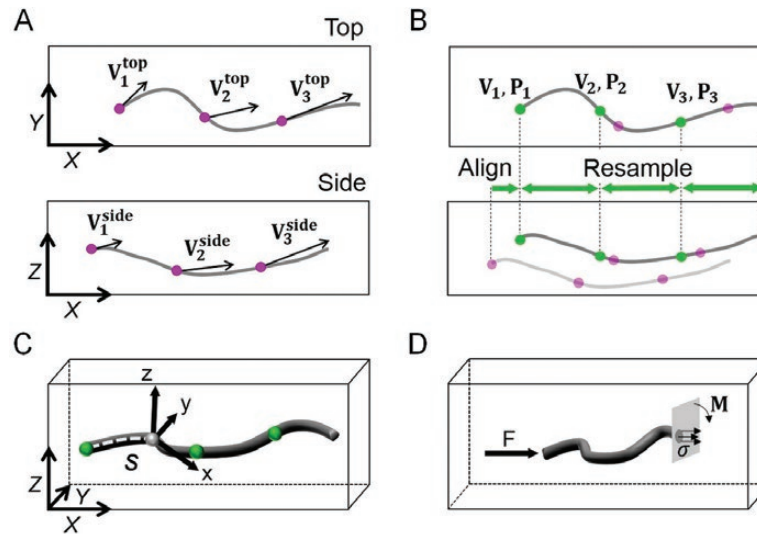 A
Top
V₁ᵗᵒᵖ
V₂ᵗᵒᵖ
V₃ᵗᵒᵖ
Y
X
Side
V₁ˢⁱᵈᵉ
V₂ˢⁱᵈᵉ
V₃ˢⁱᵈᵉ
Z
X
B
V₁, P₁
V₂, P₂
V₃, P₃
Align
Resample
C
z
y
x
S
Z
Y
X
D
F
M
σ